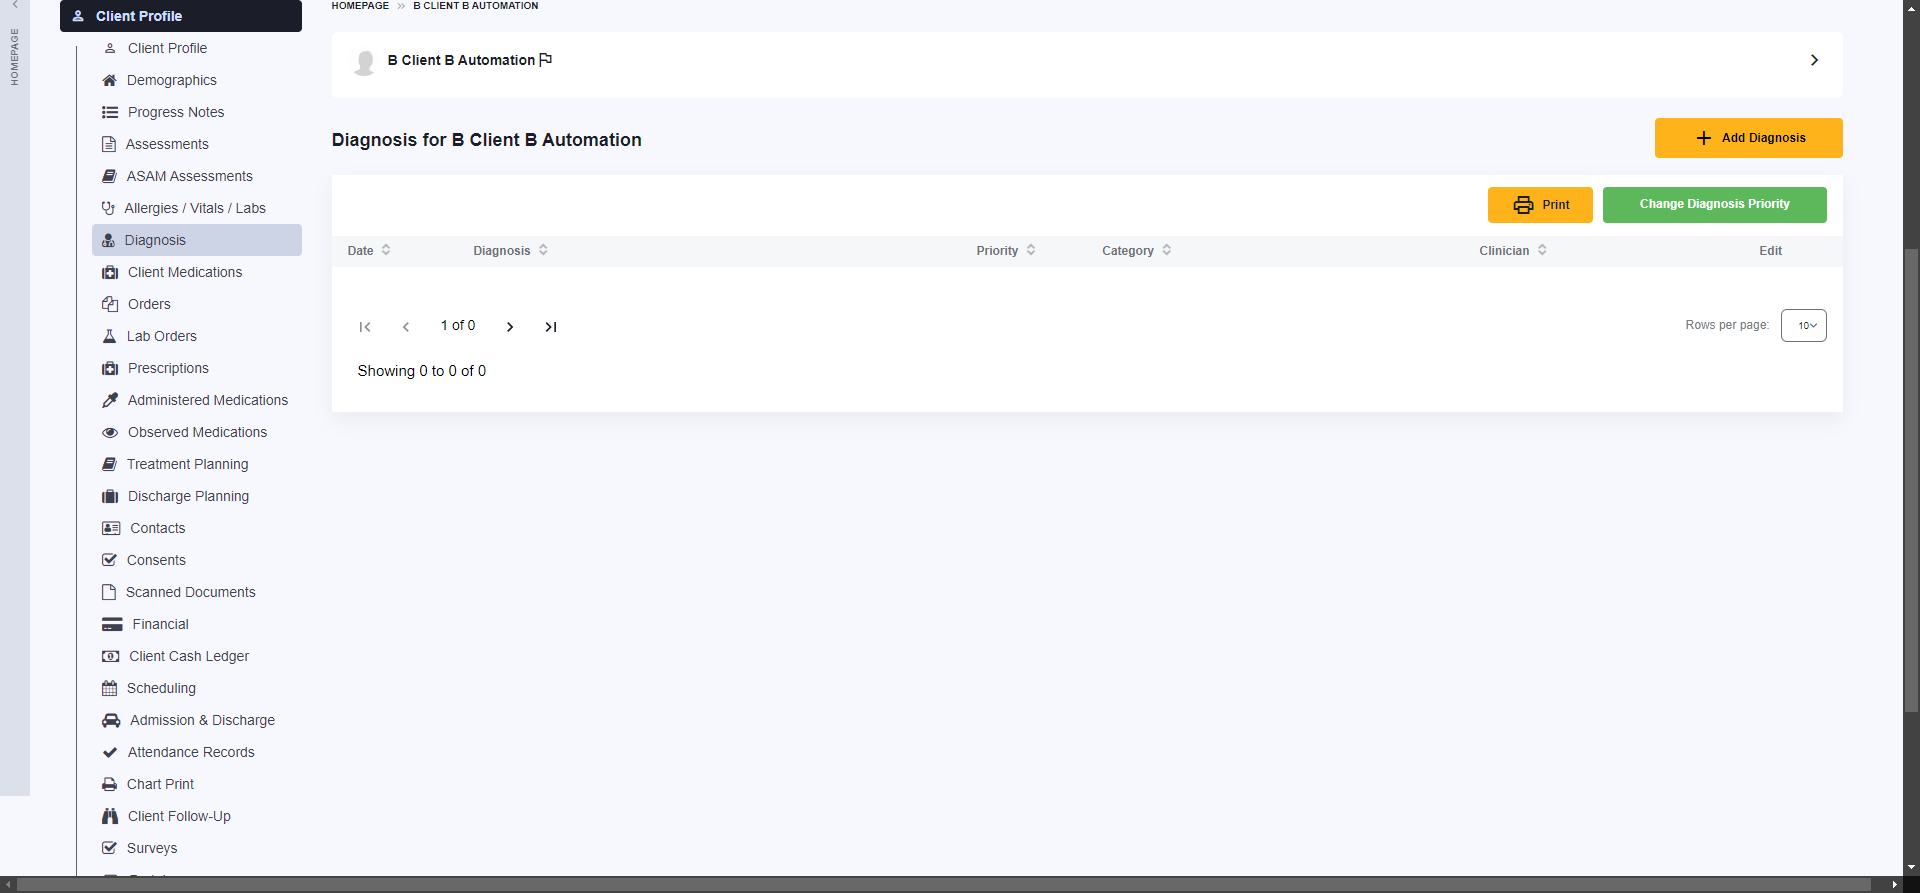 HOMEPAGE
Client Profile
Client Profile
Demographics
Progress Notes
Assessments
ASAM Assessments
Allergies / Vitals / Labs
Diagnosis
Client Medications
Orders
Lab Orders
Prescriptions
Administered Medications
Observed Medications
Treatment Planning
Discharge Planning
Contacts
Consents
Scanned Documents
Financial
Client Cash Ledger
Scheduling
Admission & Discharge
Attendance Records
Chart Print
Client Follow-Up
Surveys
HOMEPAGE » B CLIENT B AUTOMATION
B Client B Automation
Diagnosis for B Client B Automation
+ Add Diagnosis
Print Change Diagnosis Priority
Date Diagnosis Priority Category Clinician Edit
1 of 0 Rows per page: 10
Showing 0 to 0 of 0